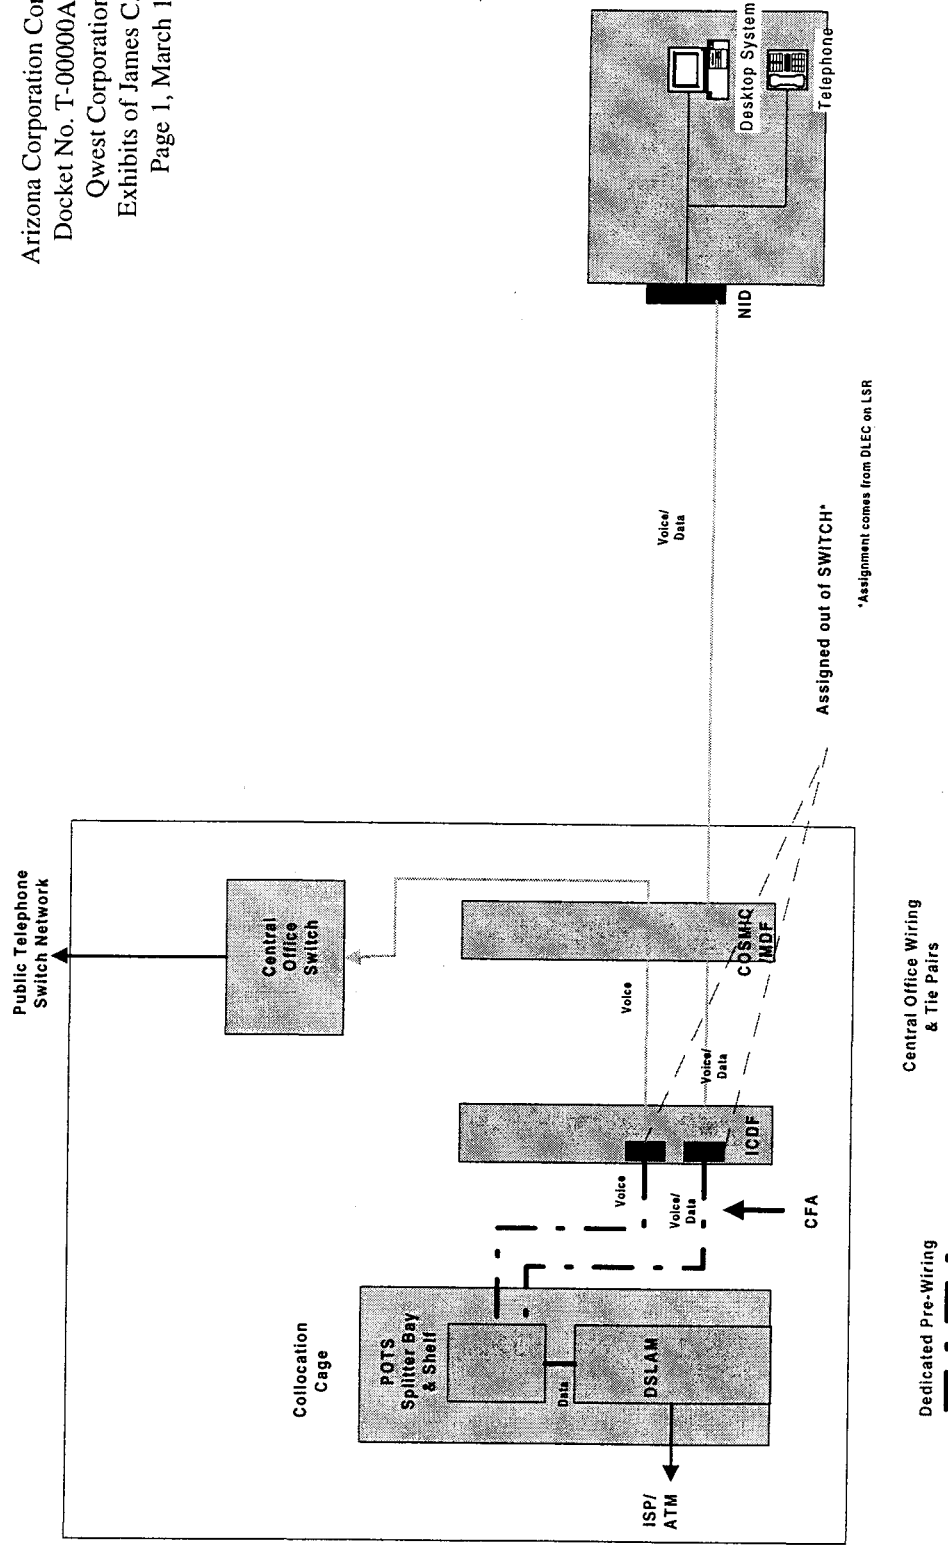 Arizona Corporation Cor
Docket No. T-00000A
Qwest Corporation
Exhibits of James C.
Page 1, March 1
Public Telephone
Switch Network
Central
Office
Switch
Collocation
Cage
POTS
Splitter Bay
& Shelf
Data
DSLAM
ISP/
ATM
Voice
Voice/
Data
CFA
ICDF
Voice
Voice/
Data
COSMIC
/MDF
Voice/
Data
Assigned out of SWITCH*
*Assignment comes from DLEC on LSR
NID
Desktop System
Telephone
Dedicated Pre-Wiring
Central Office Wiring
& Tie Pairs